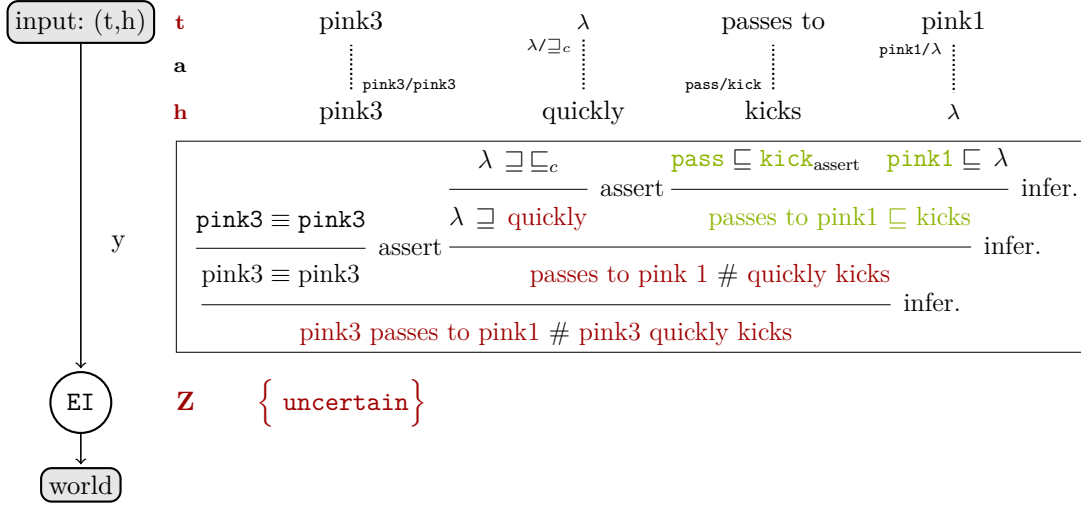 input: (t,h) t pink3 λ passes to pink1
λ/⊒c pink1/λ
a
pink3/pink3 pass/kick
h pink3 quickly kicks λ
λ ⊒⊑c pass ⊑ kickassert pink1 ⊑ λ
assert infer.
pink3 ≡ pink3 λ ⊒ quickly passes to pink1 ⊑ kicks
y assert infer.
pink3 ≡ pink3 passes to pink 1 # quickly kicks
infer.
pink3 passes to pink1 # pink3 quickly kicks
EI Z { uncertain }
world